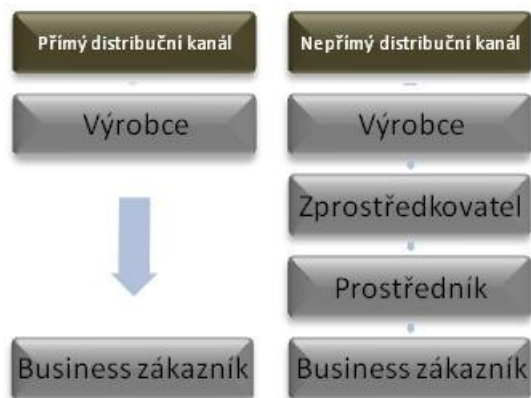 Přímý distribuční kanál
Výrobce
Business zákazník
Nepřímý distribuční kanál
Výrobce
Zprostředkovatel
Prostředník
Business zákazník